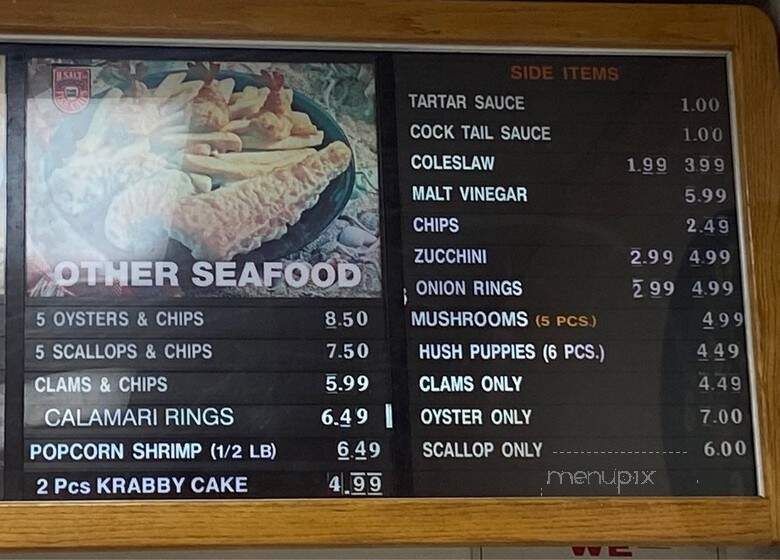 H.SALT
OTHER SEAFOOD
5 OYSTERS & CHIPS 8.50
5 SCALLOPS & CHIPS 7.50
CLAMS & CHIPS 5.99
CALAMARI RINGS 6.49
POPCORN SHRIMP (1/2 LB) 6.49
2 Pcs KRABBY CAKE 4.99
SIDE ITEMS
TARTAR SAUCE 1.00
COCK TAIL SAUCE 1.00
COLESLAW 1.99 3.99
MALT VINEGAR 5.99
CHIPS 2.49
ZUCCHINI 2.99 4.99
ONION RINGS 2 99 4.99
MUSHROOMS (5 PCS.) 4.99
HUSH PUPPIES (6 PCS.) 4 49
CLAMS ONLY 4.49
OYSTER ONLY 7.00
SCALLOP ONLY 6.00
menupix
WE